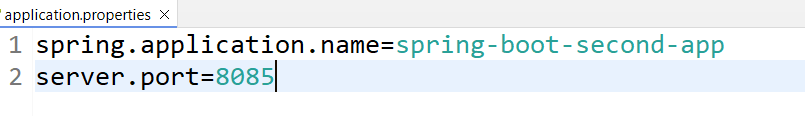 application.properties
1 spring.application.name=spring-boot-second-app
2 server.port=8085